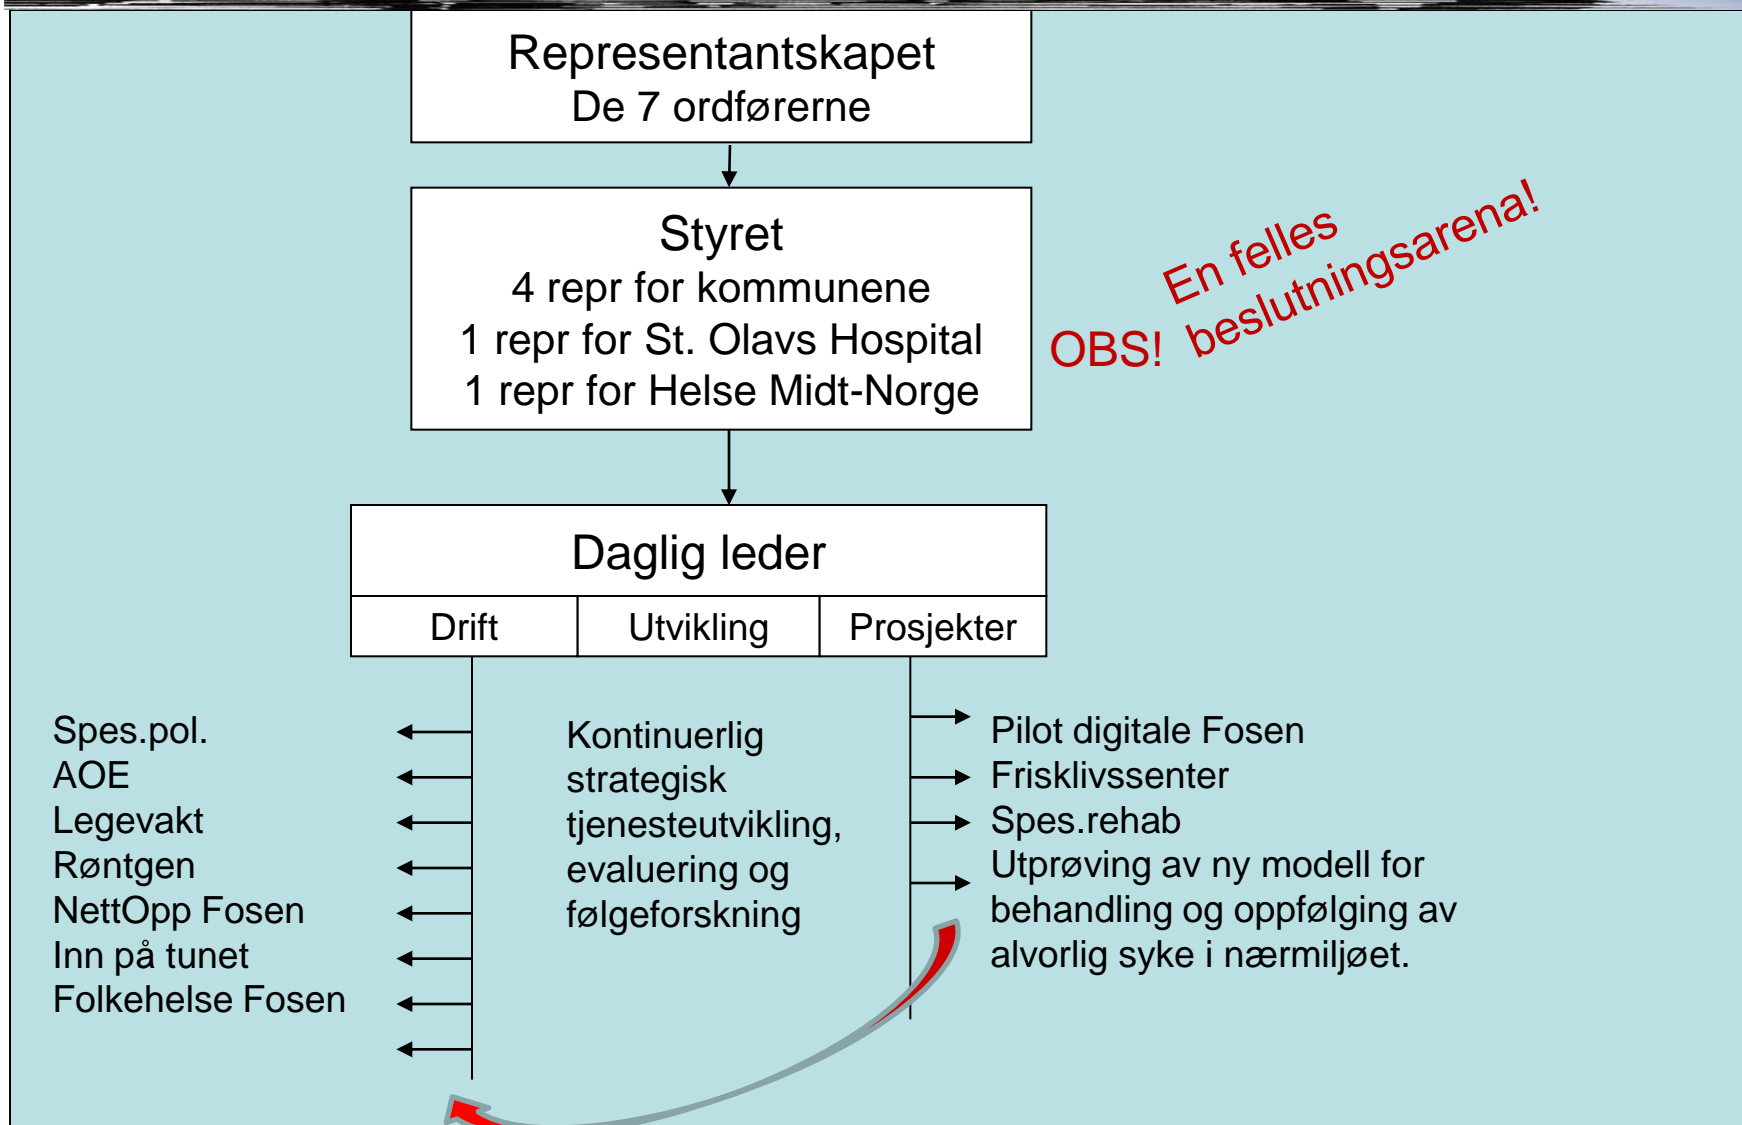 Representantskapet
De 7 ordførerne
Styret
4 repr for kommunene
1 repr for St. Olavs Hospital
1 repr for Helse Midt-Norge
En felles
OBS! beslutningsarena!
Daglig leder
Drift
Utvikling
Prosjekter
Spes.pol.
AOE
Legevakt
Røntgen
NettOpp Fosen
Inn på tunet
Folkehelse Fosen
Kontinuerlig
strategisk
tjenesteutvikling,
evaluering og
følgeforskning
Pilot digitale Fosen
Frisklivssenter
Spes.rehab
Utprøving av ny modell for
behandling og oppfølging av
alvorlig syke i nærmiljøet.